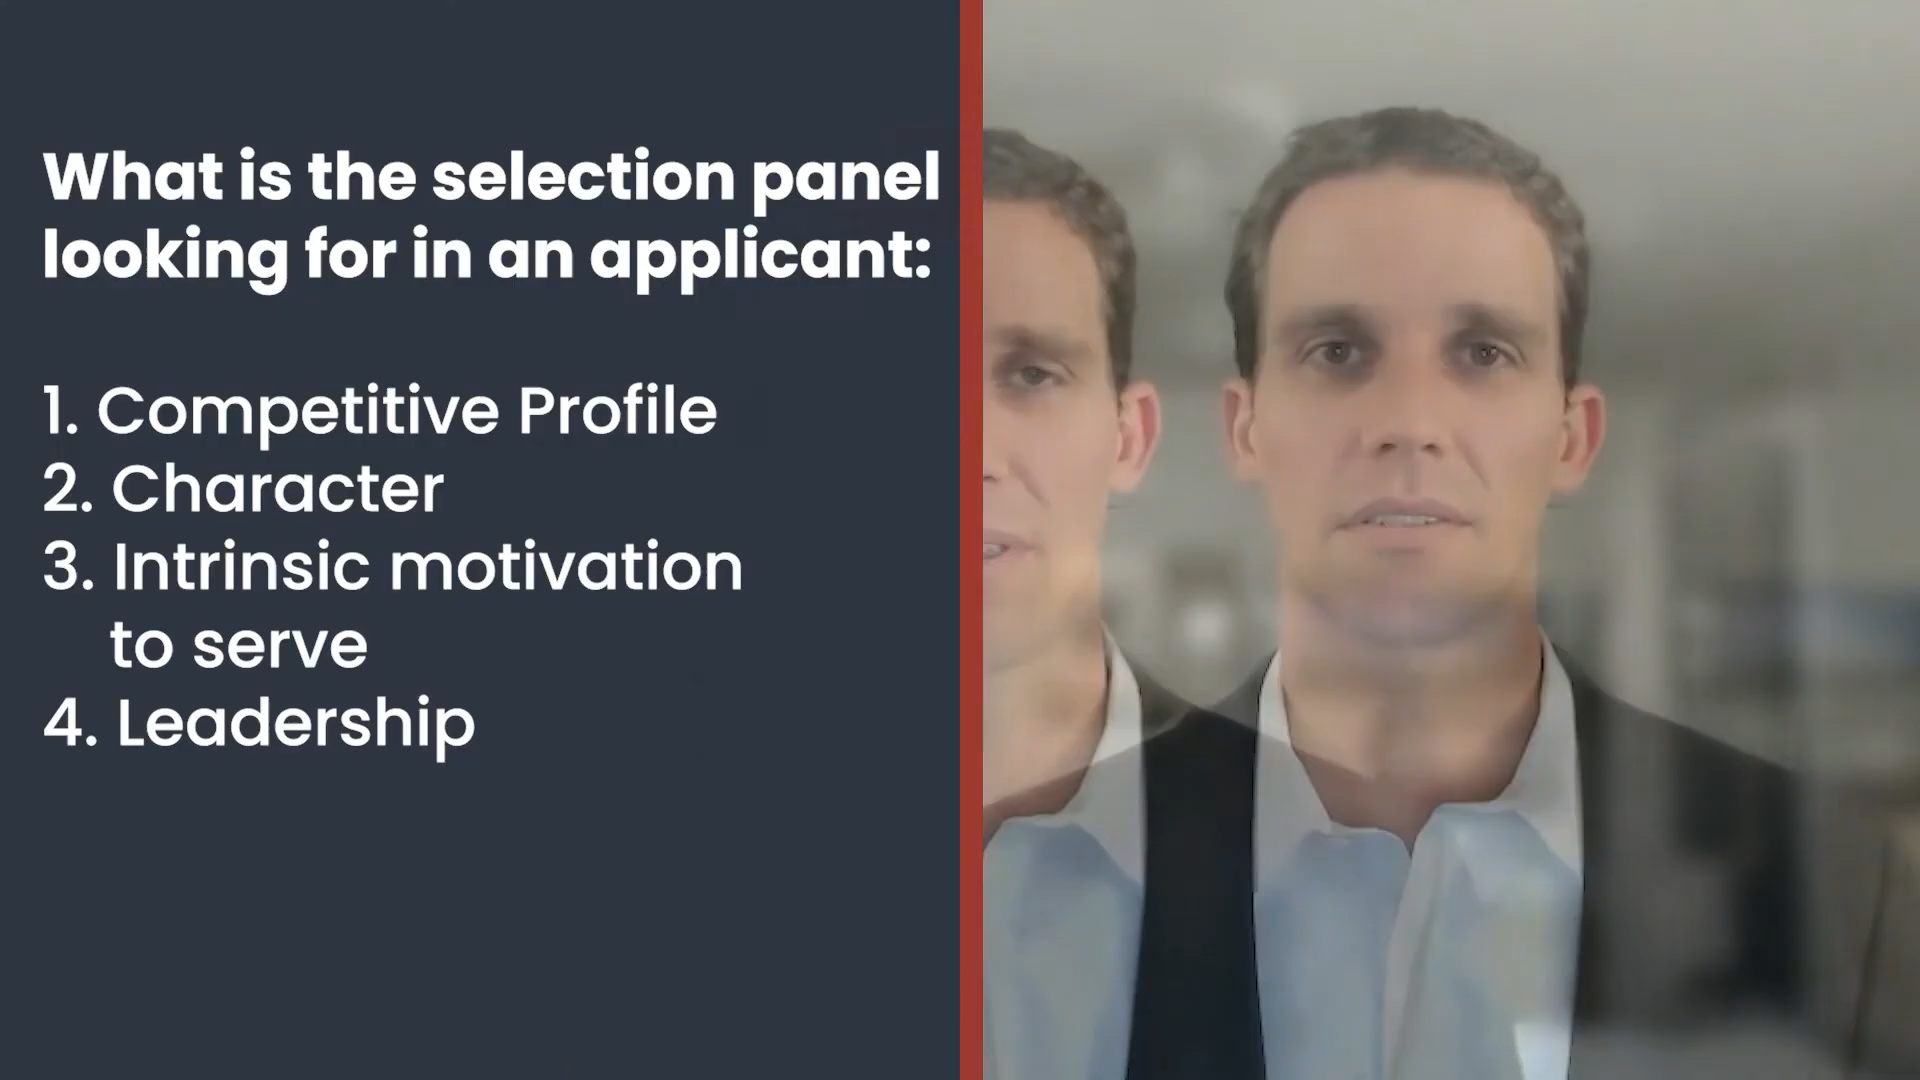 What is the selection panel
looking for in an applicant:
1. Competitive Profile
2. Character
3. Intrinsic motivation
to serve
4. Leadership